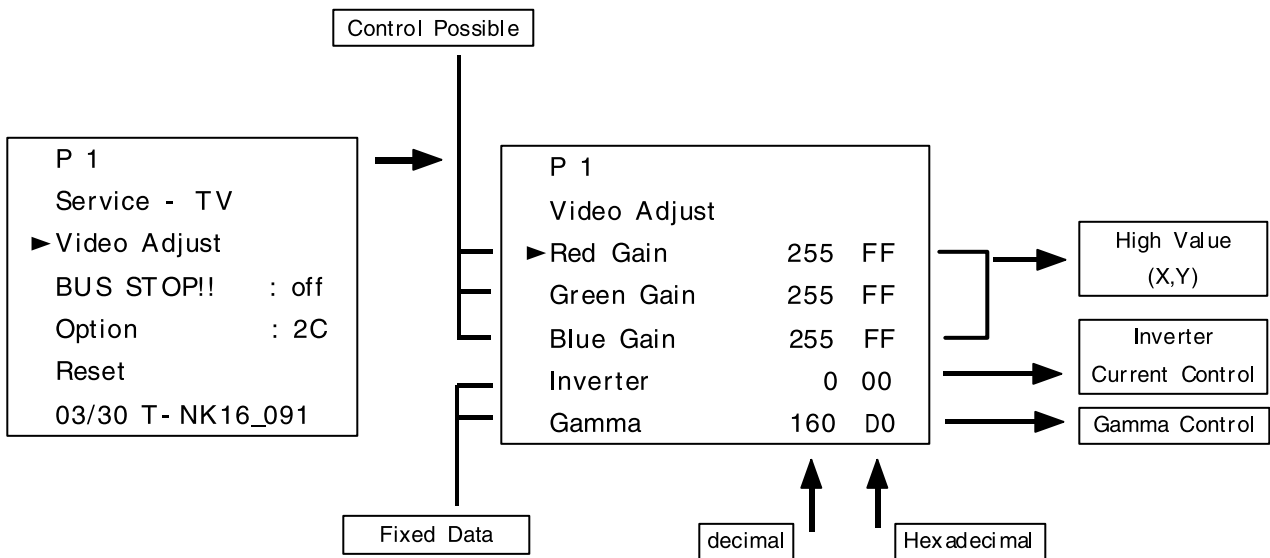 Control Possible
P 1
Service - TV
►Video Adjust
BUS STOP!! : off
Option : 2C
Reset
03/30 T-NK16_091
P 1
Video Adjust
►Red Gain 255 FF
Green Gain 255 FF
Blue Gain 255 FF
Inverter 0 00
Gamma 160 D0
High Value
(X,Y)
Inverter
Current Control
Gamma Control
Fixed Data
decimal
Hexadecimal